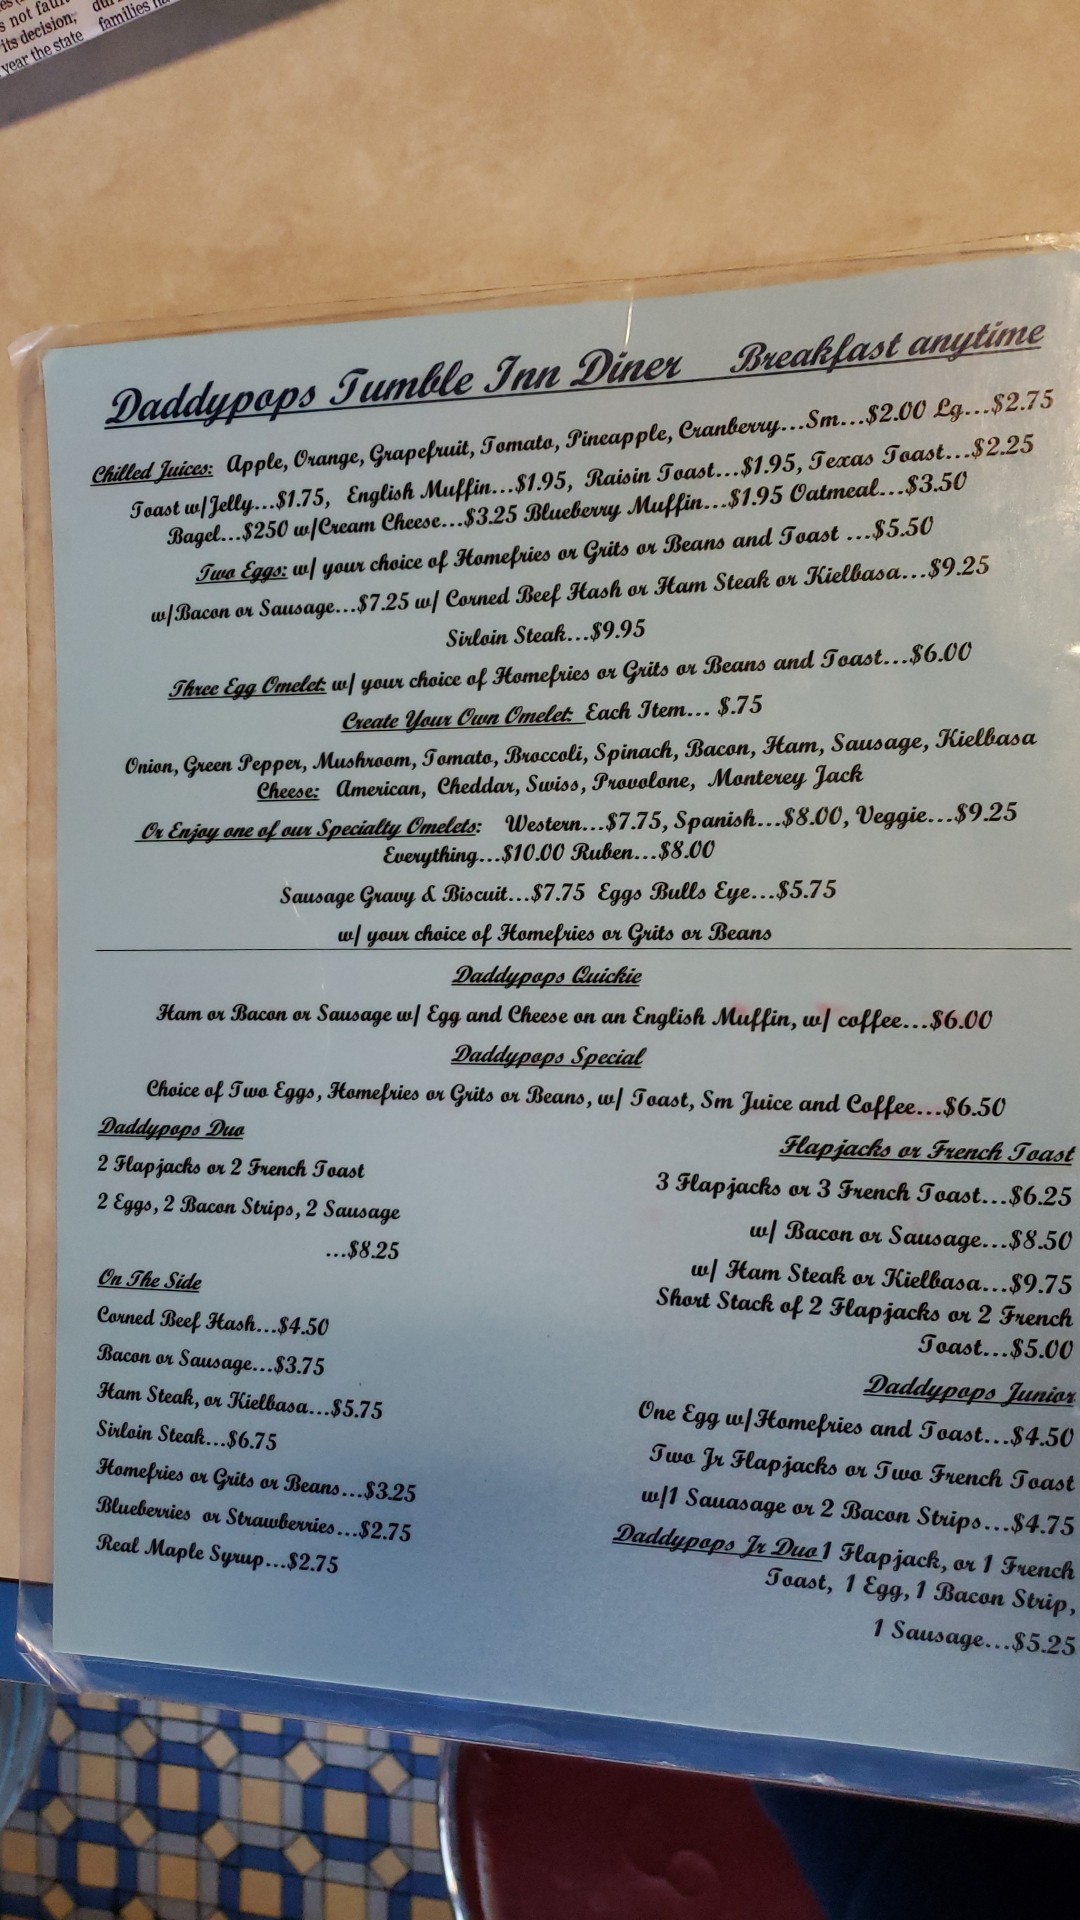 s not fau
its decision,
year the state
families
Daddypops Tumble Inn Diner Breakfast anytime
Chilled Juices: Apple, Orange, Grapefruit, Tomato, Pineapple, Cranberry...Sm...$2.00 Lg...$2.75
Toast w/Jelly...$1.75, English Muffin...$1.95, Raisin Toast...$1.95, Texas Toast...$2.25
Bagel...$250 w/Cream Cheese...$3.25 Blueberry Muffin...$1.95 Oatmeal...$3.50
Two Eggs: w/ your choice of Homefries or Grits or Beans and Toast ...$5.50
w/Bacon or Sausage...$7.25 w/ Corned Beef Hash or Ham Steak or Kielbasa...$9.25
Sirloin Steak...$9.95
Three Egg Omelet: w/ your choice of Homefries or Grits or Beans and Toast...$6.00
Create Your Own Omelet: Each Item... $.75
Onion, Green Pepper, Mushroom, Tomato, Broccoli, Spinach, Bacon, Ham, Sausage, Kielbasa
Cheese: American, Cheddar, Swiss, Provolone, Monterey Jack
Or Enjoy one of our Specialty Omelets: Western...$7.75, Spanish...$8.00, Veggie...$9.25
Everything...$10.00 Ruben...$8.00
Sausage Gravy & Biscuit...$7.75 Eggs Bulls Eye...$5.75
w/ your choice of Homefries or Grits or Beans
Daddypops Quickie
Ham or Bacon or Sausage w/ Egg and Cheese on an English Muffin, w/ coffee...$6.00
Daddypops Special
Choice of Two Eggs, Homefries or Grits or Beans, w/ Toast, Sm Juice and Coffee...$6.50
Daddypops Duo
2 Flapjacks or 2 French Toast
2 Eggs, 2 Bacon Strips, 2 Sausage
...$8.25
On The Side
Corned Beef Hash...$4.50
Bacon or Sausage...$3.75
Ham Steak, or Kielbasa...$5.75
Sirloin Steak...$6.75
Homefries or Grits or Beans...$3.25
Blueberries or Strawberries...$2.75
Real Maple Syrup...$2.75
Flapjacks or French Toast
3 Flapjacks or 3 French Toast...$6.25
w/ Bacon or Sausage...$8.50
w/ Ham Steak or Kielbasa...$9.75
Short Stack of 2 Flapjacks or 2 French
Toast...$5.00
Daddypops Junior
One Egg w/Homefries and Toast...$4.50
Two Jr Flapjacks or Two French Toast
w/1 Sauasage or 2 Bacon Strips...$4.75
Daddypops Jr Duo 1 Flapjack, or 1 French
Toast, 1 Egg, 1 Bacon Strip,
1 Sausage...$5.25